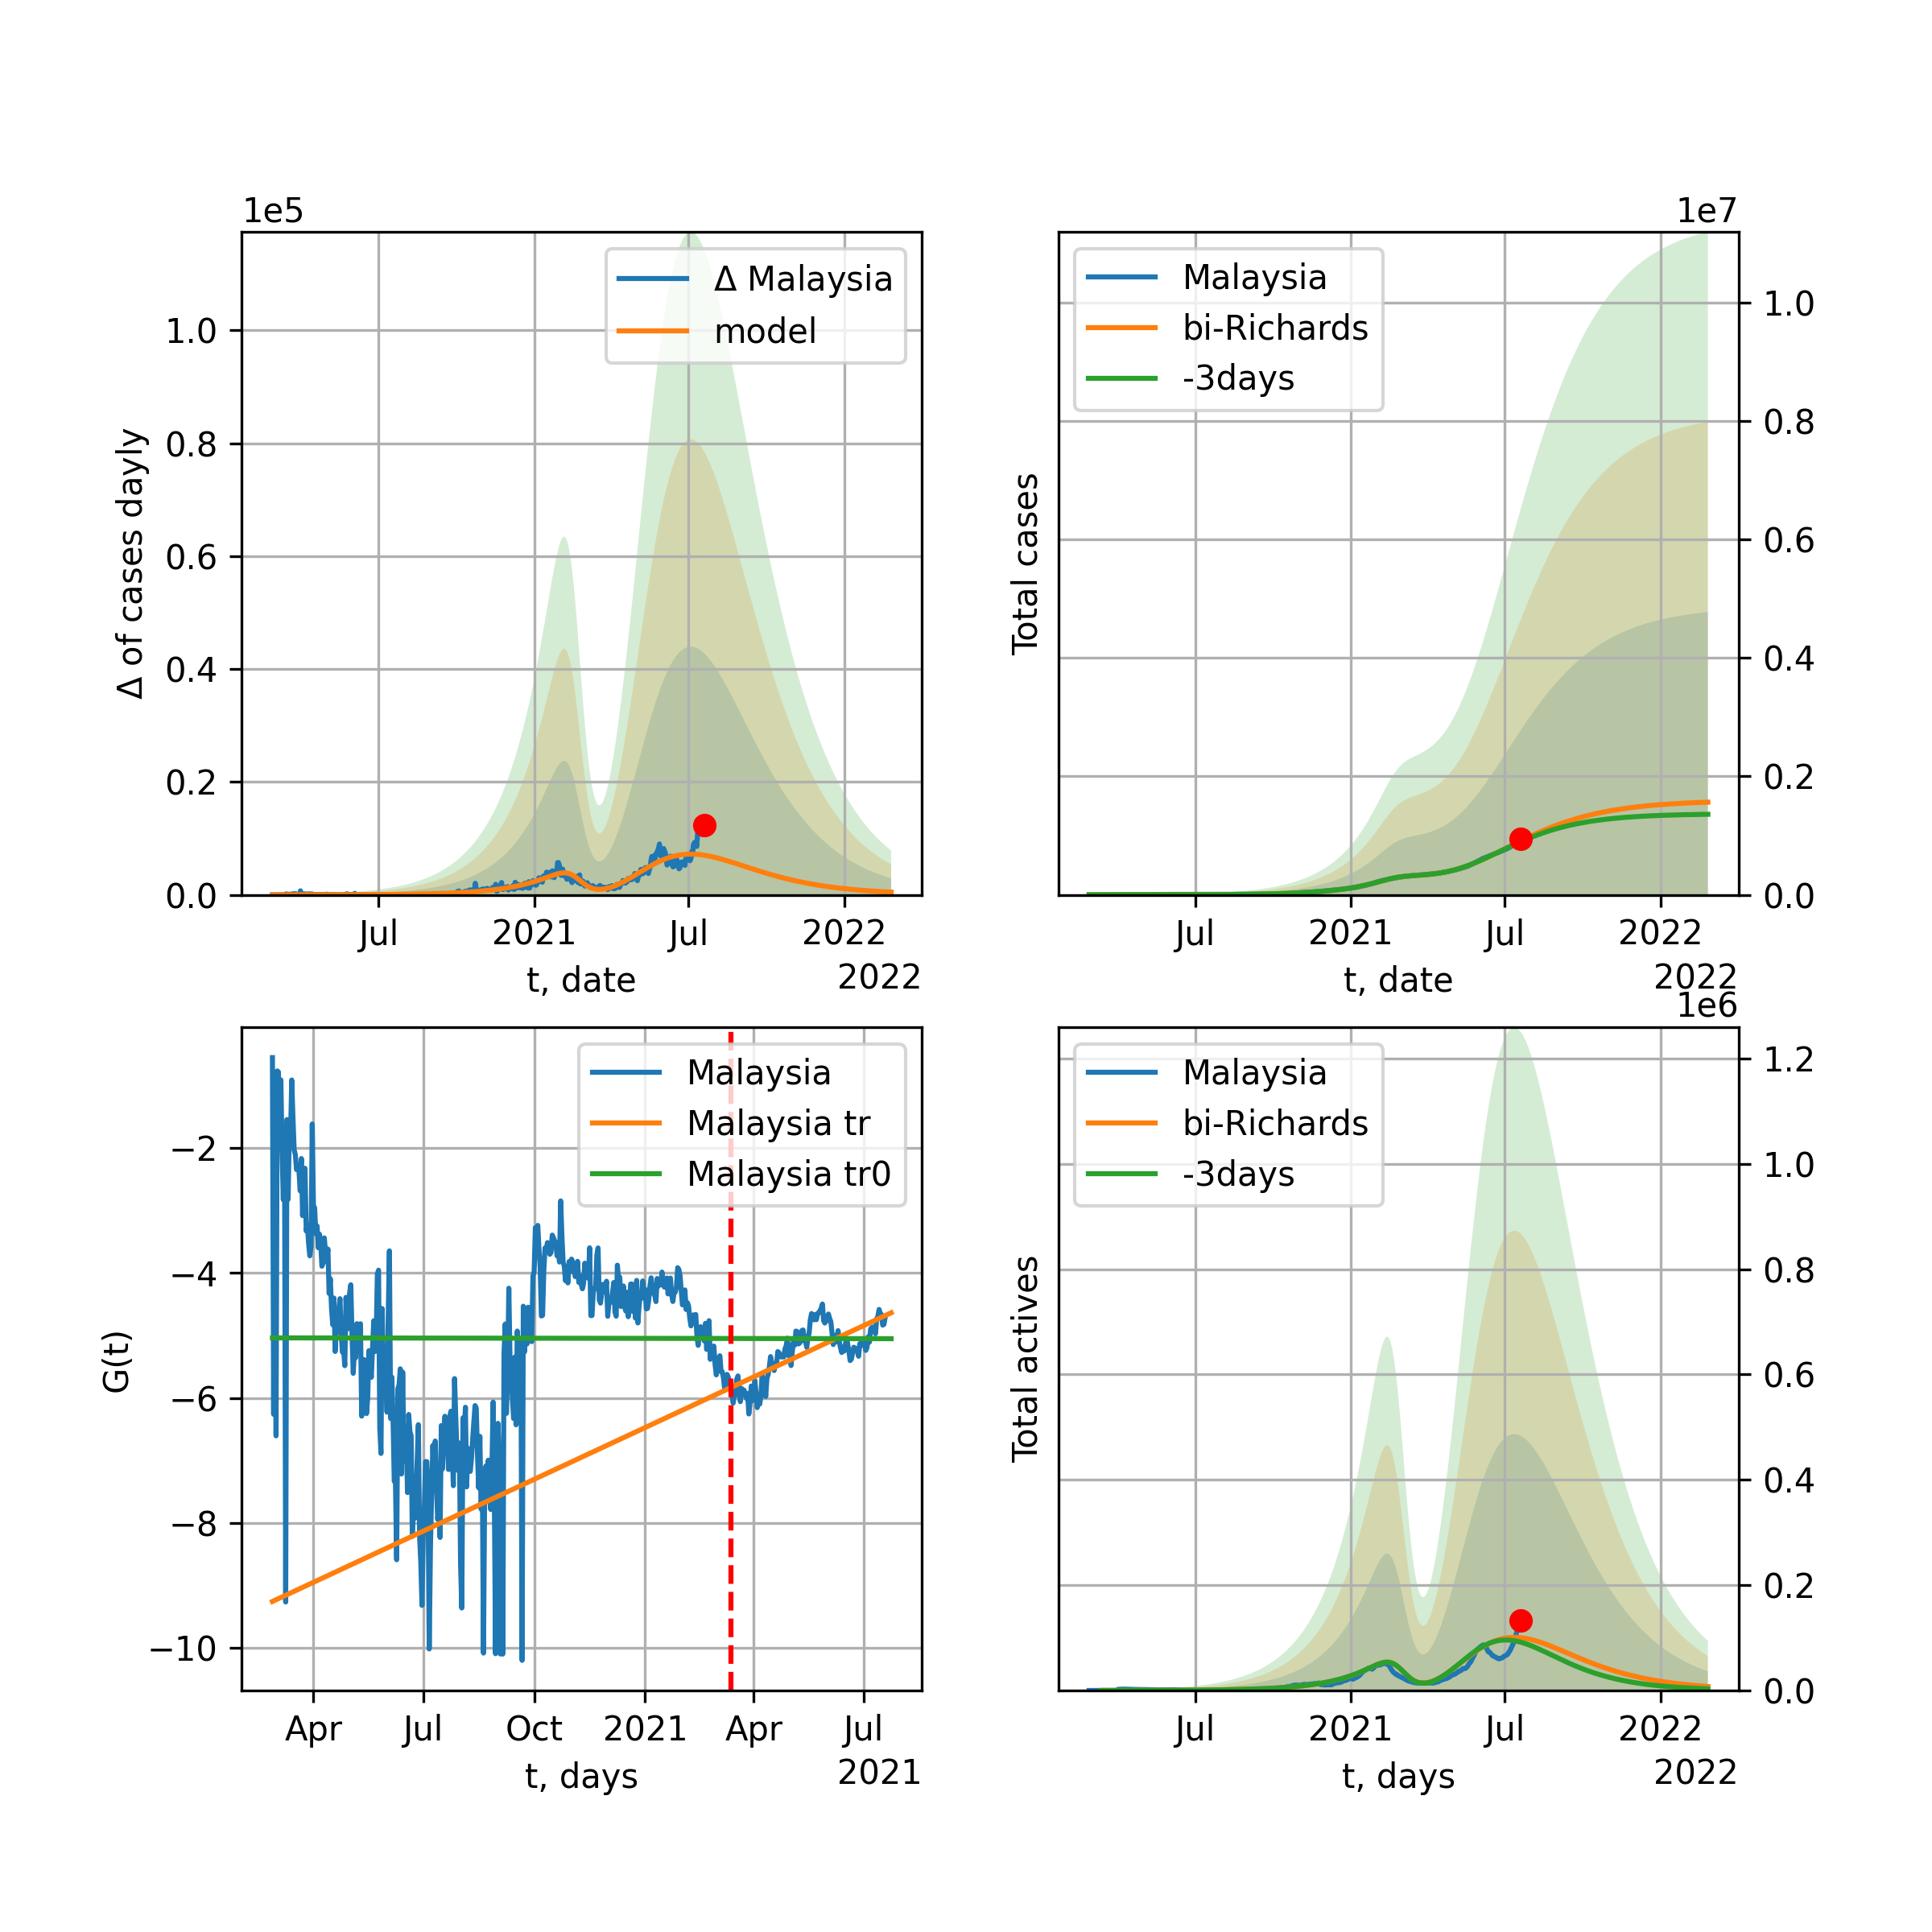 1e5
Δ of cases dayly
1.0
0.8
0.6
0.4
0.2
0.0
Δ Malaysia
model
Jul
2021
Jul
2022
t, date
2022
1e7
Total cases
Malaysia
bi-Richards
-3days
1.0
0.8
0.6
0.4
0.2
0.0
Jul
2021
Jul
2022
t, date
2022
G(t)
−2
−4
−6
−8
−10
Malaysia
Malaysia tr
Malaysia tr0
Apr
Jul
Oct
2021
Apr
Jul
t, days
2021
1e6
Total actives
Malaysia
bi-Richards
-3days
1.2
1.0
0.8
0.6
0.4
0.2
0.0
Jul
2021
Jul
2022
t, days
2022